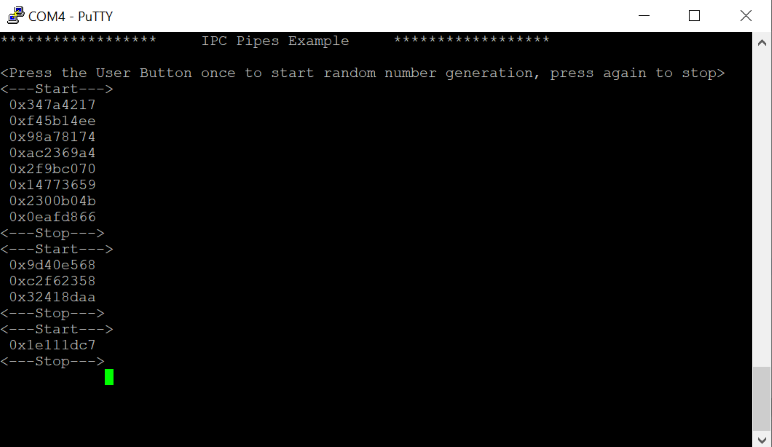 COM4 - PuTTY
****************** IPC Pipes Example ******************
<Press the User Button once to start random number generation, press again to stop>
<---Start--->
0x347a4217
0xf45b14ee
0x98a78174
0xac2369a4
0x2f9bc070
0x14773659
0x2300b04b
0x0eafd866
<---Stop--->
<---Start--->
0x9d40e568
0xc2f62358
0x32418daa
<---Stop--->
<---Start--->
0x1e111dc7
<---Stop--->